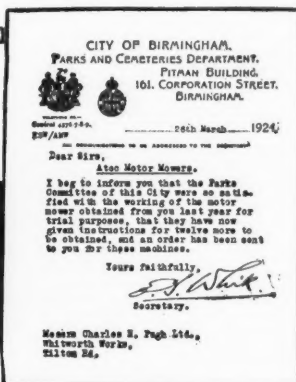 CITY OF BIRMINGHAM.
PARKS AND CEMETERIES DEPARTMENT.
PITMAN BUILDING,
161. CORPORATION STREET,
BIRMINGHAM.
26th March 1924
Dear Sirs,
Atco Motor Mowers.
I beg to inform you that the Parks
Committee of this City were so satis-
fied with the working of the motor
mower obtained from you last year for
trial purposes, that they have now
given instructions for twelve more to
be obtained, and an order has been sent
to you for these machines.
Yours faithfully,
Secretary.
Messrs Charles H. Pugh Ltd.,
Whitworth Works,
Tilton Rd.